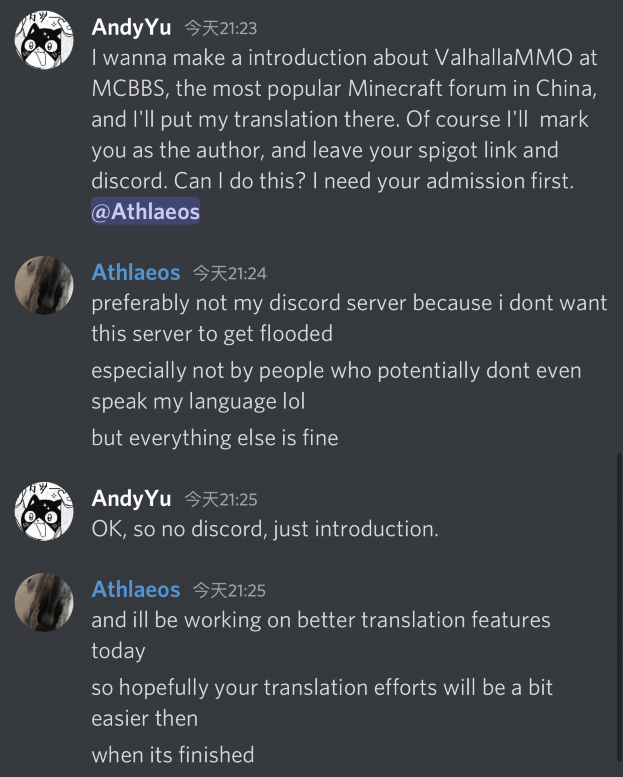 AndyYu 今天21:23
I wanna make a introduction about ValhallaMMO at
MCBBS, the most popular Minecraft forum in China,
and I'll put my translation there. Of course I'll mark
you as the author, and leave your spigot link and
discord. Can I do this? I need your admission first.
@Athlaeos
Athlaeos 今天21:24
preferably not my discord server because i dont want
this server to get flooded
especially not by people who potentially dont even
speak my language lol
but everything else is fine
AndyYu 今天21:25
OK, so no discord, just introduction.
Athlaeos 今天21:25
and ill be working on better translation features
today
so hopefully your translation efforts will be a bit
easier then
when its finished